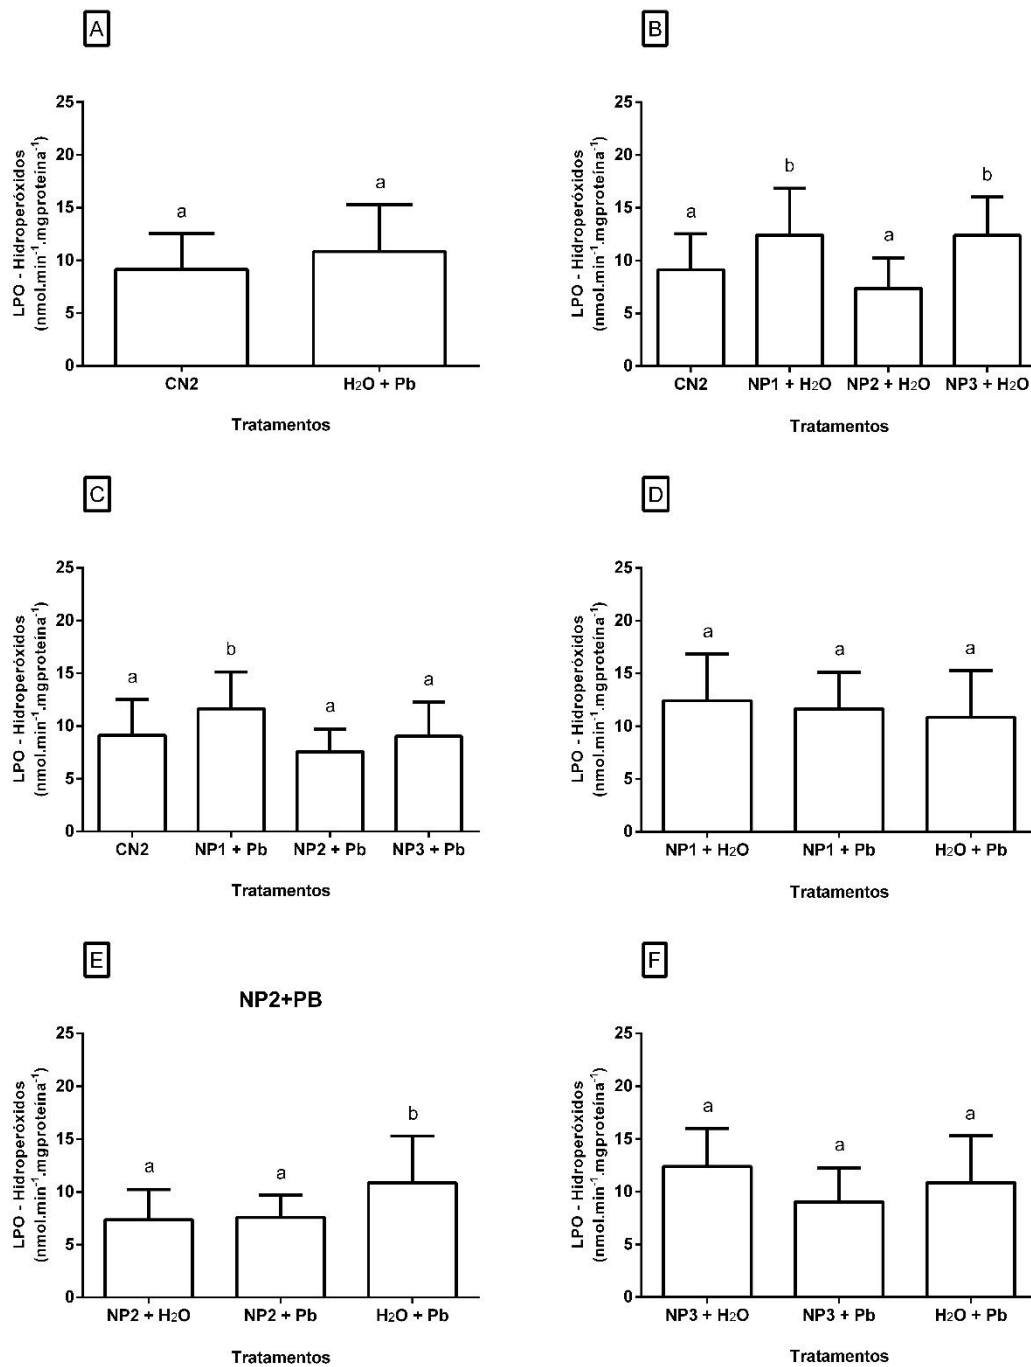 A
LPO - Hidroperóxidos
(nmol.min⁻¹.mgproteína⁻¹)
25
20
15
10
5
0
a
a
CN2
H₂O + Pb
Tratamentos
B
LPO - Hidroperóxidos
(nmol.min⁻¹.mgproteína⁻¹)
25
20
15
10
5
0
a
b
a
b
CN2
NP1 + H₂O
NP2 + H₂O
NP3 + H₂O
Tratamentos
C
LPO - Hidroperóxidos
(nmol.min⁻¹.mgproteína⁻¹)
25
20
15
10
5
0
a
b
a
a
CN2
NP1 + Pb
NP2 + Pb
NP3 + Pb
Tratamentos
D
LPO - Hidroperóxidos
(nmol.min⁻¹.mgproteína⁻¹)
25
20
15
10
5
0
a
a
a
NP1 + H₂O
NP1 + Pb
H₂O + Pb
Tratamentos
E
NP2+PB
LPO - Hidroperóxidos
(nmol.min⁻¹.mgproteína⁻¹)
25
20
15
10
5
0
a
a
b
NP2 + H₂O
NP2 + Pb
H₂O + Pb
Tratamentos
F
LPO - Hidroperóxidos
(nmol.min⁻¹.mgproteína⁻¹)
25
20
15
10
5
0
a
a
a
NP3 + H₂O
NP3 + Pb
H₂O + Pb
Tratamentos